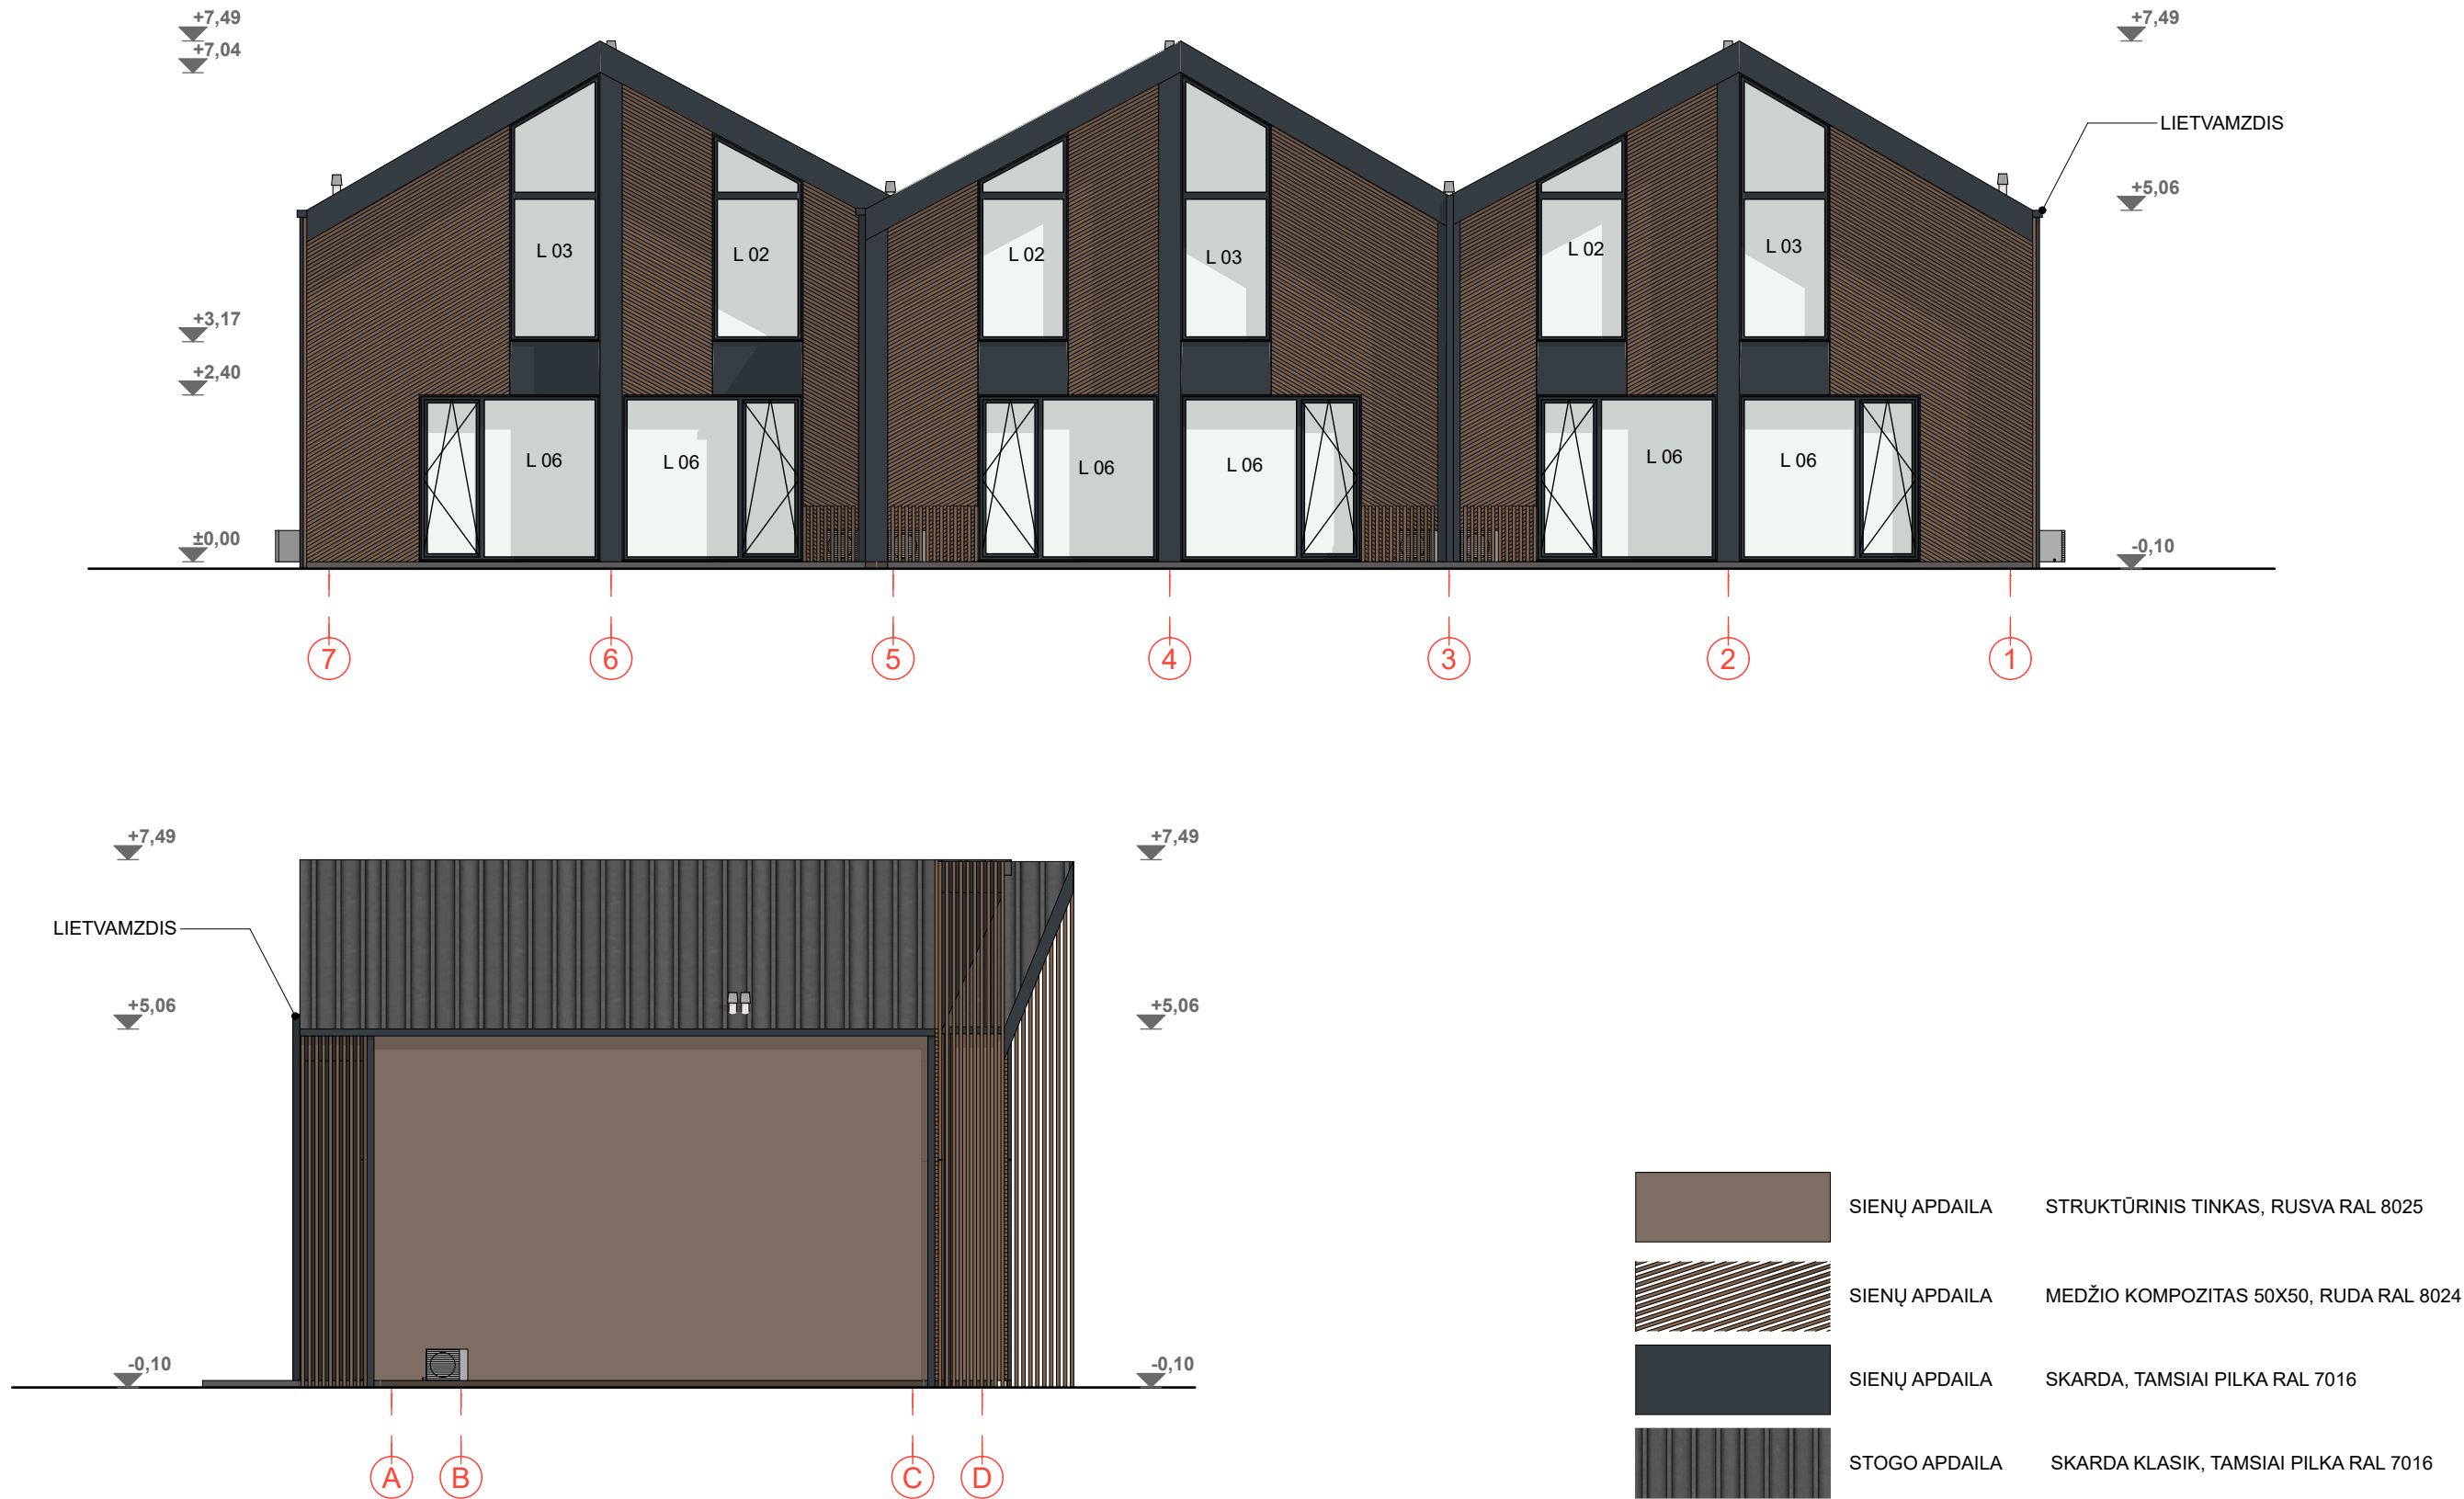 +7,49
+7,49
+7,04
LIETVAMZDIS
+5,06
L 03
L 02
L 02
L 03
L 02
L 03
+3,17
+2,40
L 06
L 06
L 06
L 06
L 06
L 06
±0,00
-0,10
7
6
5
4
3
2
1
+7,49
+7,49
LIETVAMZDIS
+5,06
+5,06
-0,10
-0,10
A
B
C
D
SIENŲ APDAILA STRUKTŪRINIS TINKAS, RUSVA RAL 8025
SIENŲ APDAILA MEDŽIO KOMPOZITAS 50X50, RUDA RAL 8024
SIENŲ APDAILA SKARDA, TAMSIAI PILKA RAL 7016
STOGO APDAILA SKARDA KLASIK, TAMSIAI PILKA RAL 7016